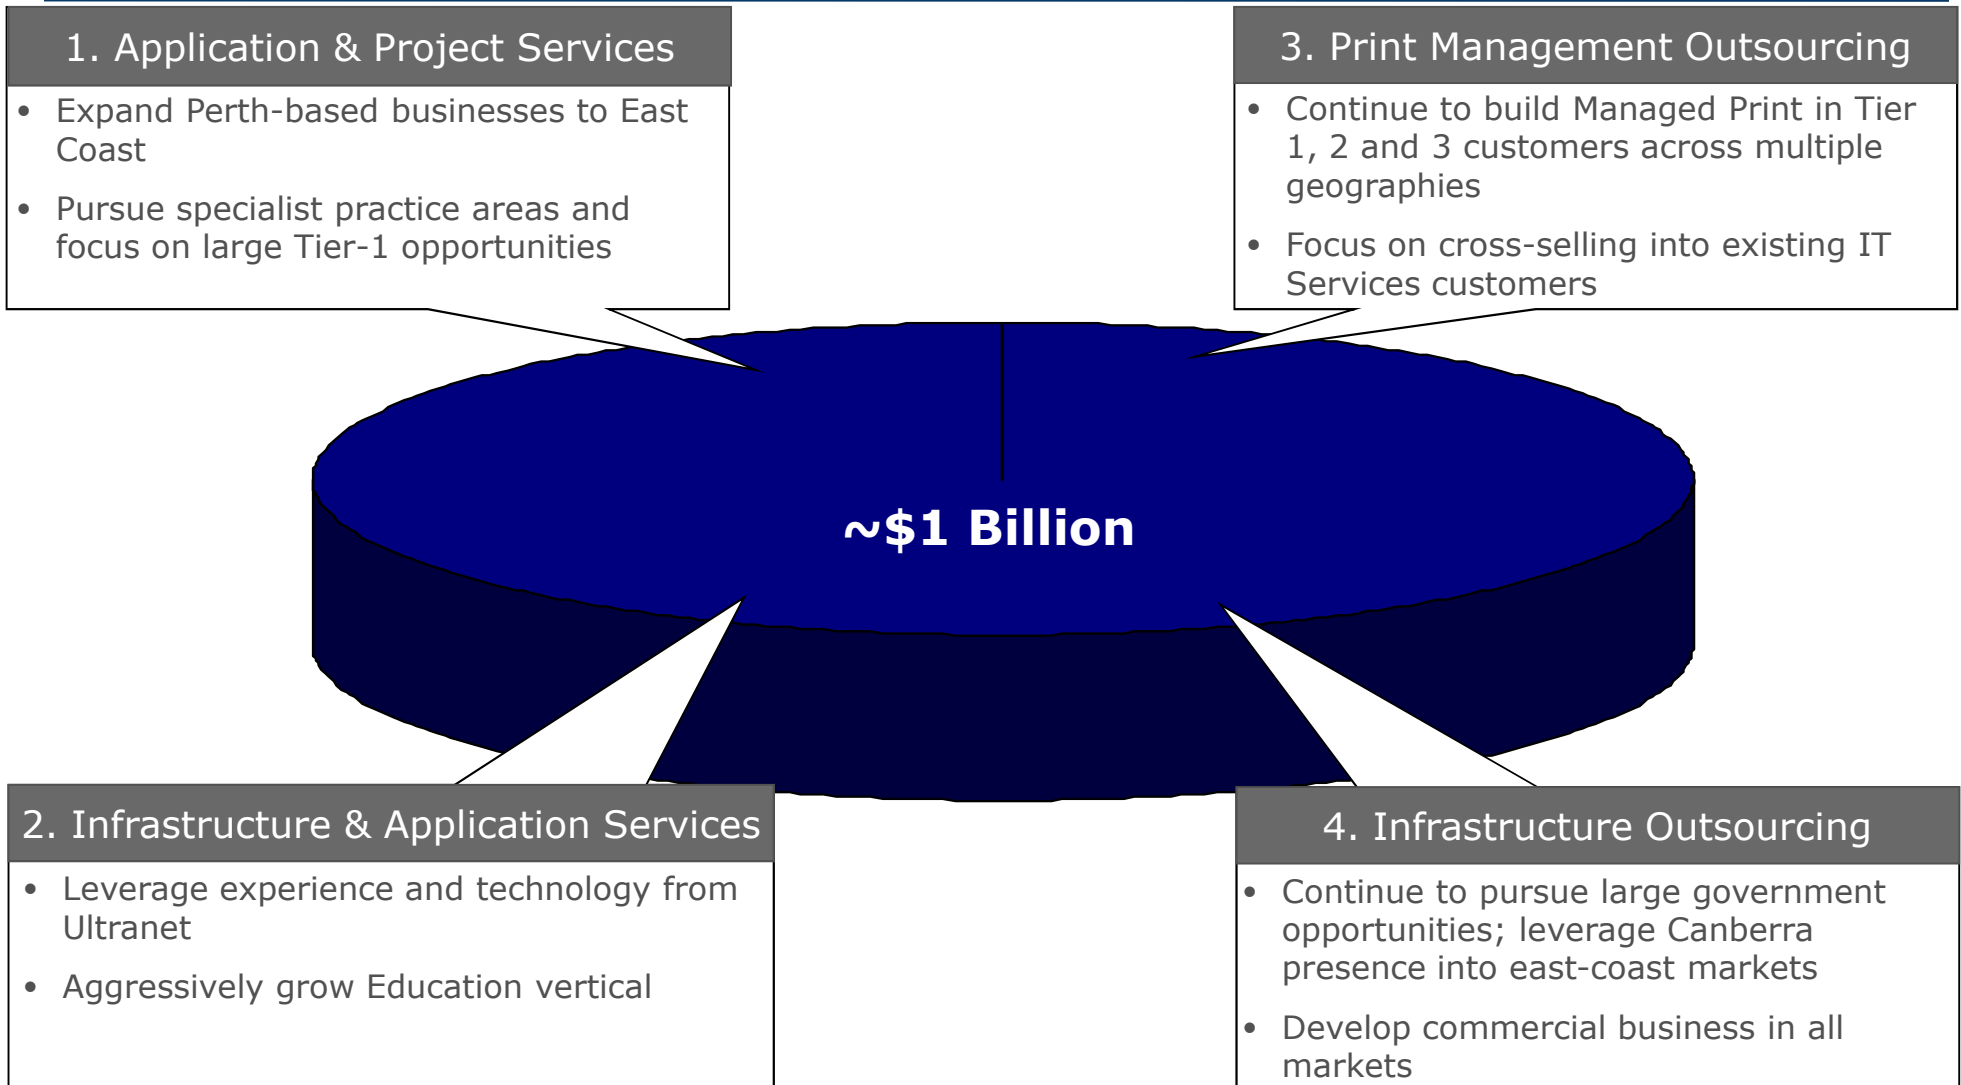 1. Application & Project Services
• Expand Perth-based businesses to East
Coast
• Pursue specialist practice areas and
focus on large Tier-1 opportunities
3. Print Management Outsourcing
• Continue to build Managed Print in Tier
1, 2 and 3 customers across multiple
geographies
• Focus on cross-selling into existing IT
Services customers
~$1 Billion
2. Infrastructure & Application Services
• Leverage experience and technology from
Ultranet
• Aggressively grow Education vertical
4. Infrastructure Outsourcing
• Continue to pursue large government
opportunities; leverage Canberra
presence into east-coast markets
• Develop commercial business in all
markets